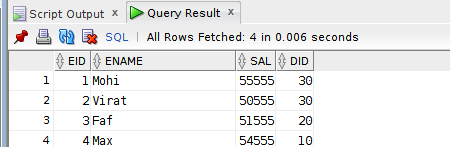 Script Output x Query Result x
SQL | All Rows Fetched: 4 in 0.006 seconds
EID ENAME SAL DID
1 1 Mohi 55555 30
2 2 Virat 50555 30
3 3 Faf 51555 20
4 4 Max 54555 10